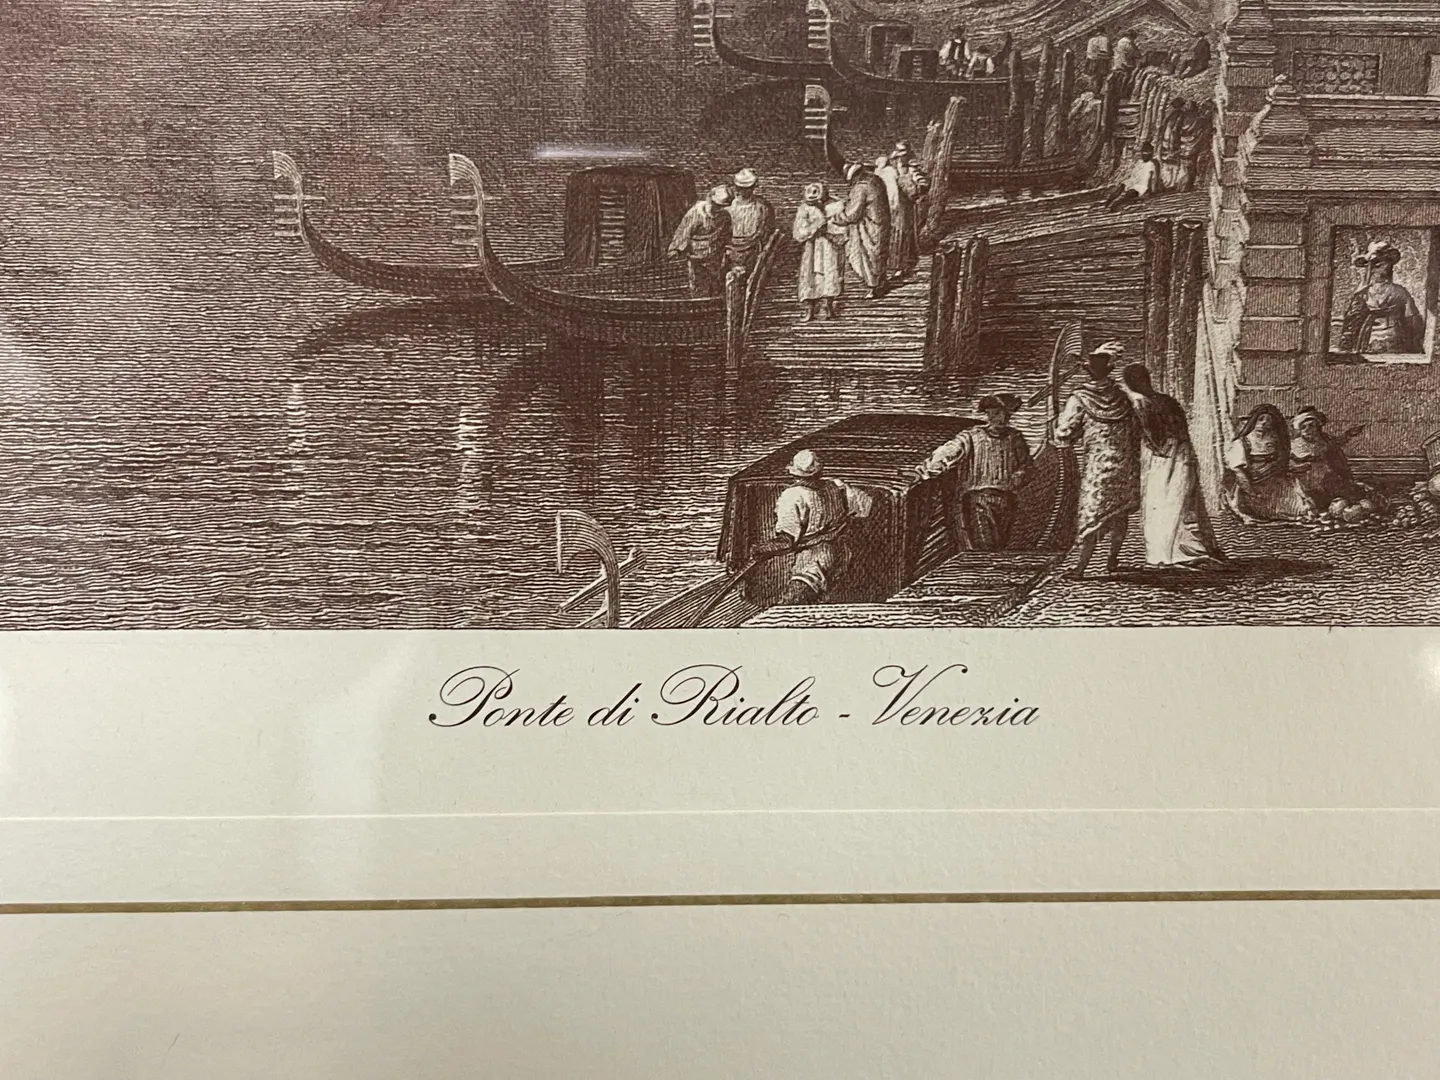 Ponte di Rialto - Venezia